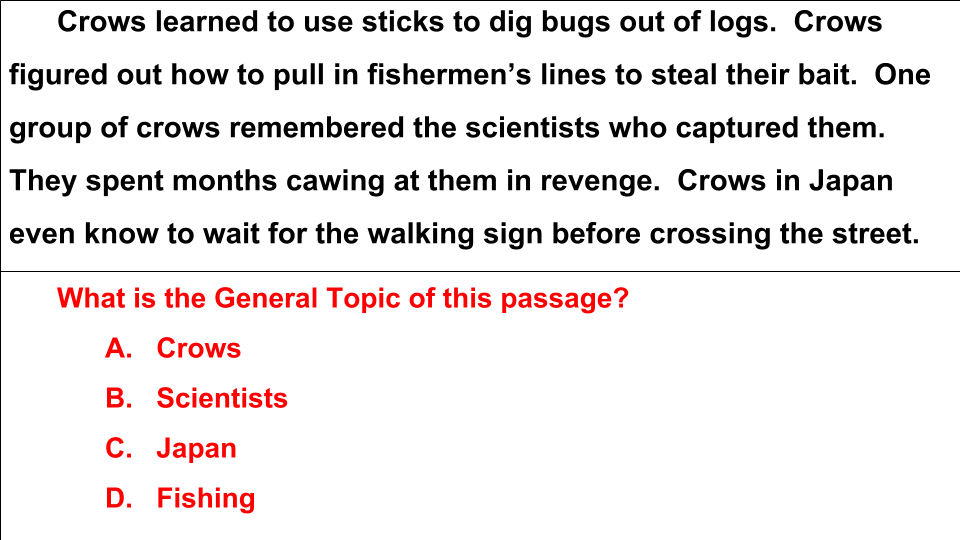 Crows learned to use sticks to dig bugs out of logs.  Crows
figured out how to pull in fishermen’s lines to steal their bait.  One
group of crows remembered the scientists who captured them.
They spent months cawing at them in revenge.  Crows in Japan
even know to wait for the walking sign before crossing the street.
What is the General Topic of this passage?
A. Crows
B. Scientists
C. Japan
D. Fishing